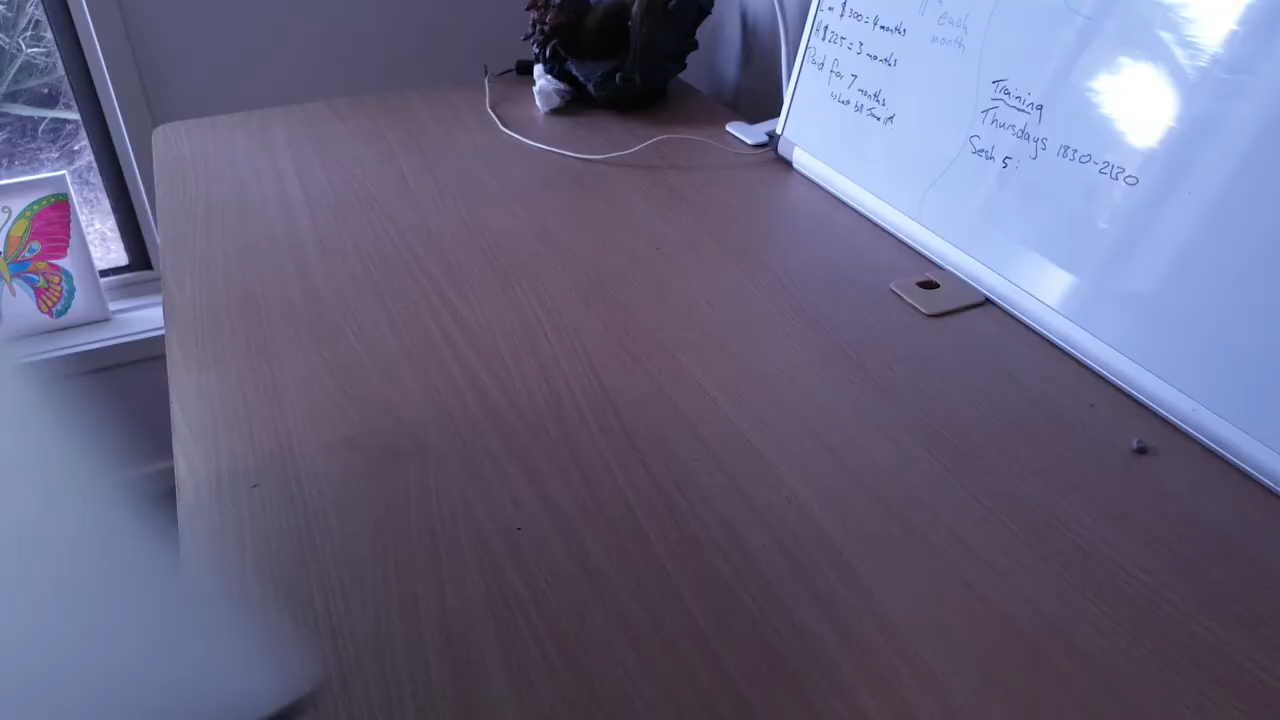 $300 = 4 months
$225 = 3 months
Paid for 7 months
each
month
Training
Thursdays 1830-2130
Sesh 5: